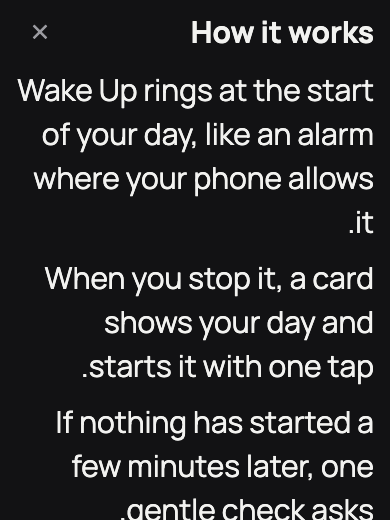 How it works
Wake Up rings at the start
of your day, like an alarm
where your phone allows
.it
When you stop it, a card
shows your day and
.starts it with one tap
If nothing has started a
few minutes later, one
.gentle check asks